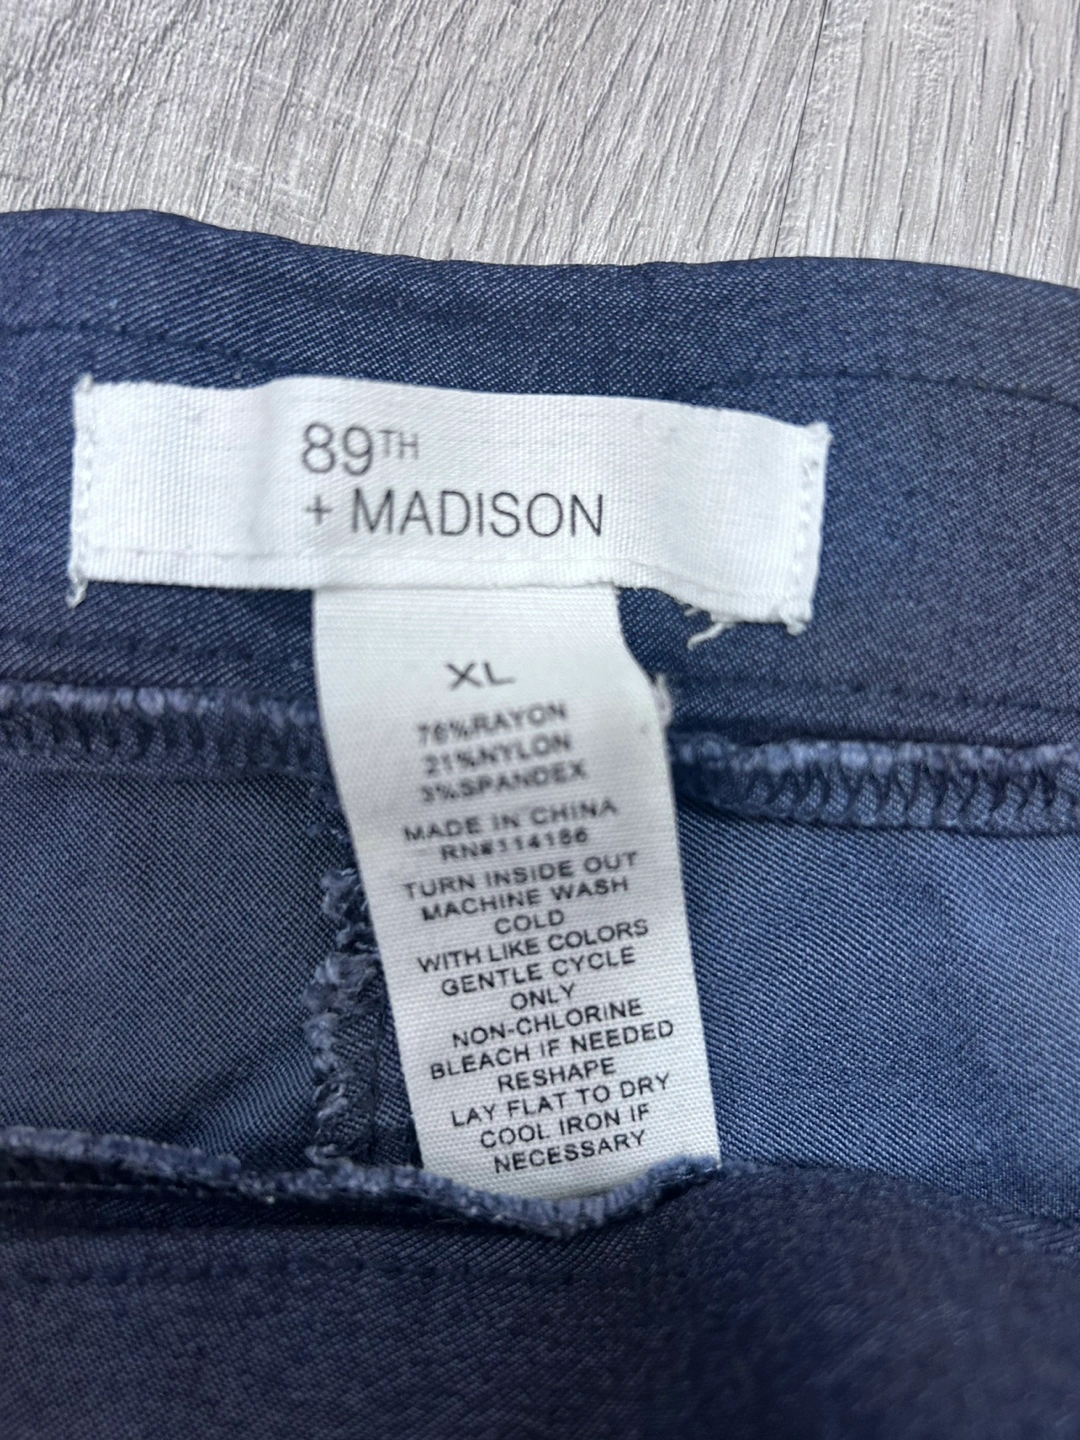 89TH
+ MADISON
XL
76%RAYON
21%NYLON
3%SPANDEX
MADE IN CHINA
RN#114186
TURN INSIDE OUT
MACHINE WASH
COLD
WITH LIKE COLORS
GENTLE CYCLE
ONLY
NON-CHLORINE
BLEACH IF NEEDED
RESHAPE
LAY FLAT TO DRY
COOL IRON IF
NECESSARY